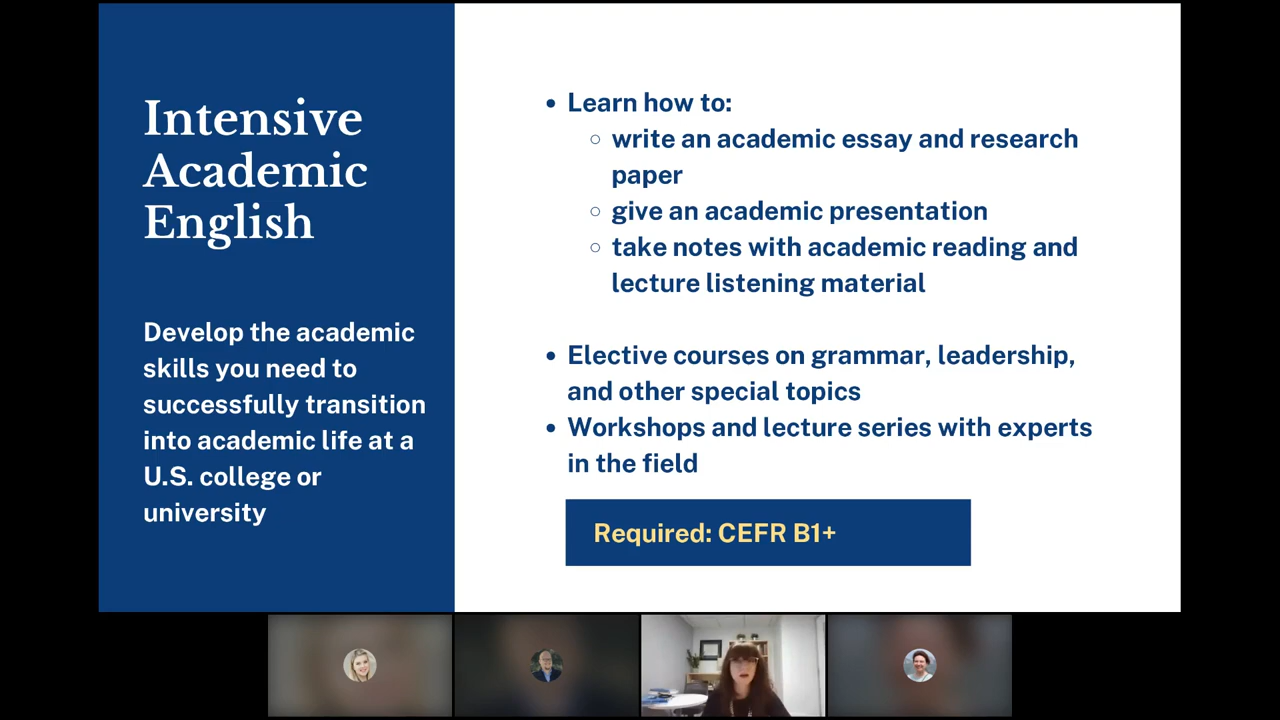 Intensive
Academic
English
Develop the academic
skills you need to
successfully transition
into academic life at a
U.S. college or
university
• Learn how to:
○ write an academic essay and research
paper
○ give an academic presentation
○ take notes with academic reading and
lecture listening material
• Elective courses on grammar, leadership,
and other special topics
• Workshops and lecture series with experts
in the field
Required: CEFR B1+